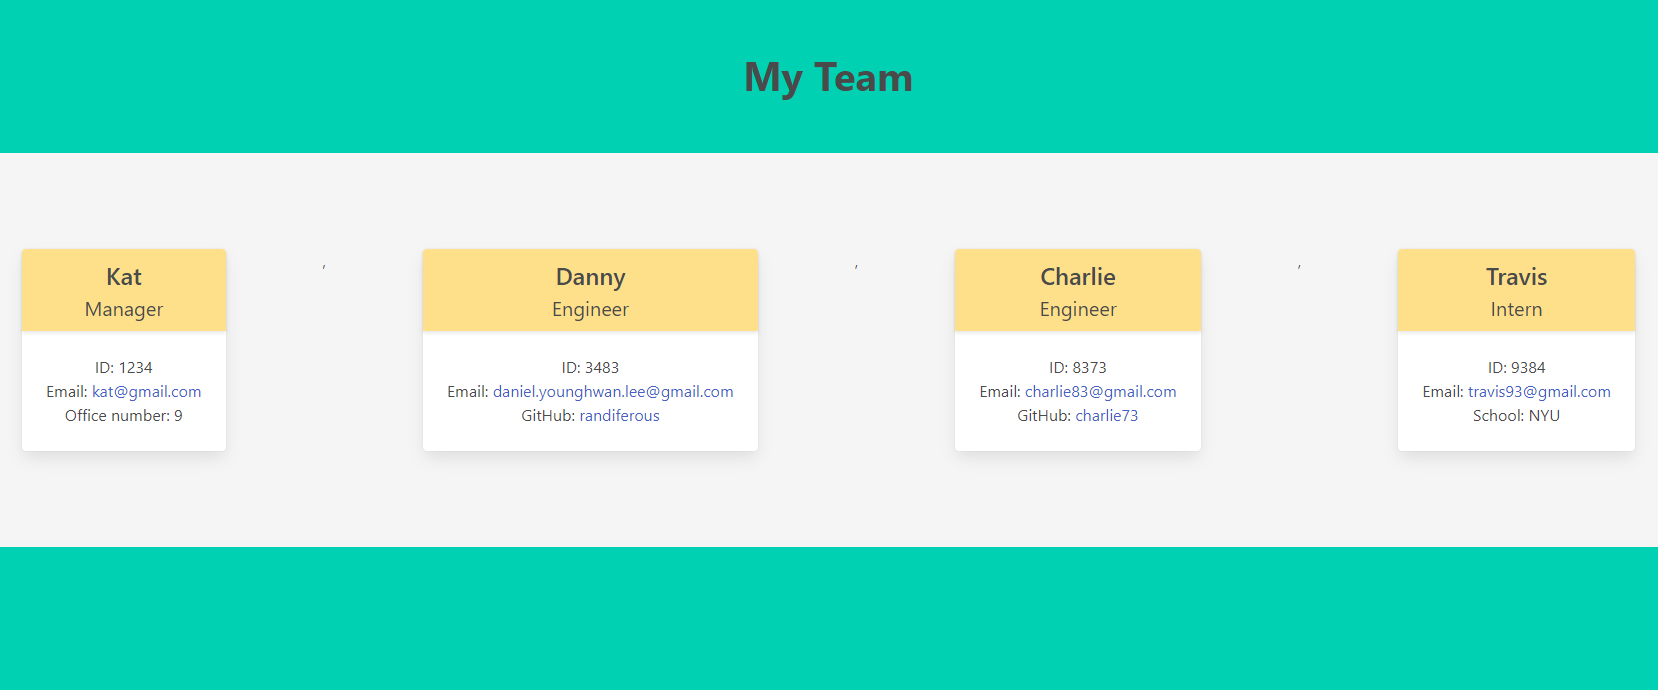 My Team
Kat
Manager
ID: 1234
Email: kat@gmail.com
Office number: 9
,
Danny
Engineer
ID: 3483
Email: daniel.younghwan.lee@gmail.com
GitHub: randiferous
,
Charlie
Engineer
ID: 8373
Email: charlie83@gmail.com
GitHub: charlie73
,
Travis
Intern
ID: 9384
Email: travis93@gmail.com
School: NYU